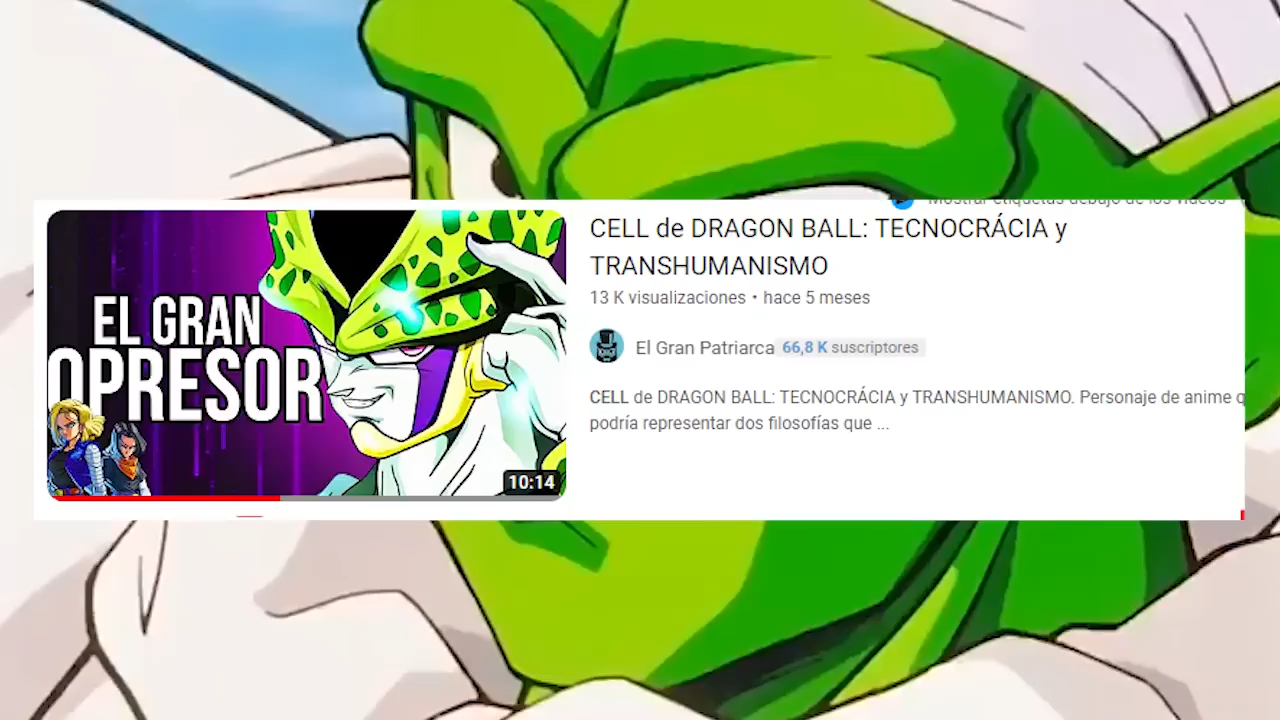 Mostrar etiquetas debajo de los videos
CELL de DRAGON BALL: TECNOCRÁCIA y
TRANSHUMANISMO
13 K visualizaciones • hace 5 meses
El Gran Patriarca 66,8 K suscriptores
CELL de DRAGON BALL: TECNOCRÁCIA y TRANSHUMANISMO. Personaje de anime q
podría representar dos filosofías que ...
EL GRAN
OPRESOR
10:14